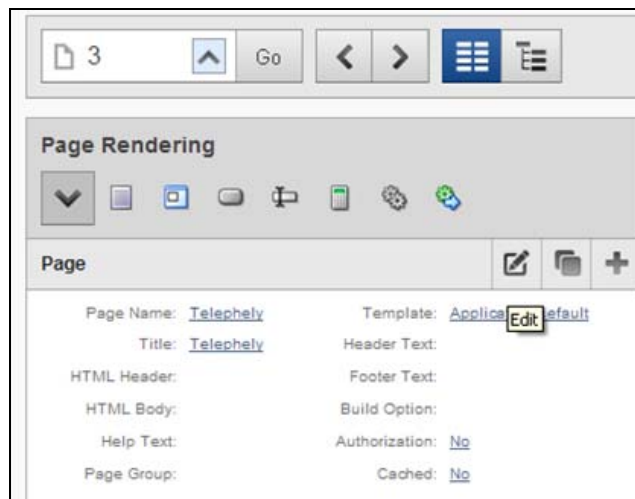 3 Go
Page Rendering
Page
Page Name: Telephely Template: Applica Edit efault
Title: Telephely Header Text:
HTML Header: Footer Text:
HTML Body: Build Option:
Help Text: Authorization: No
Page Group: Cached: No